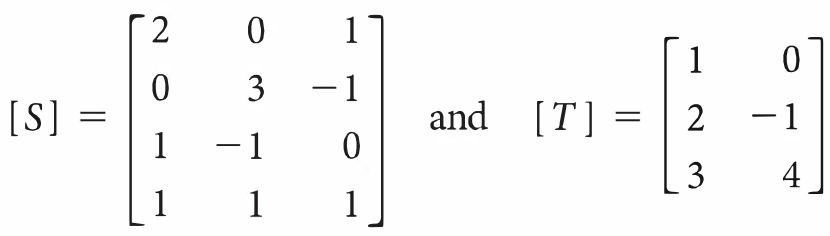 [S] = [2 0 1
0 3 −1
1 −1 0
1 1 1] and [T] = [1 0
2 −1
3 4]